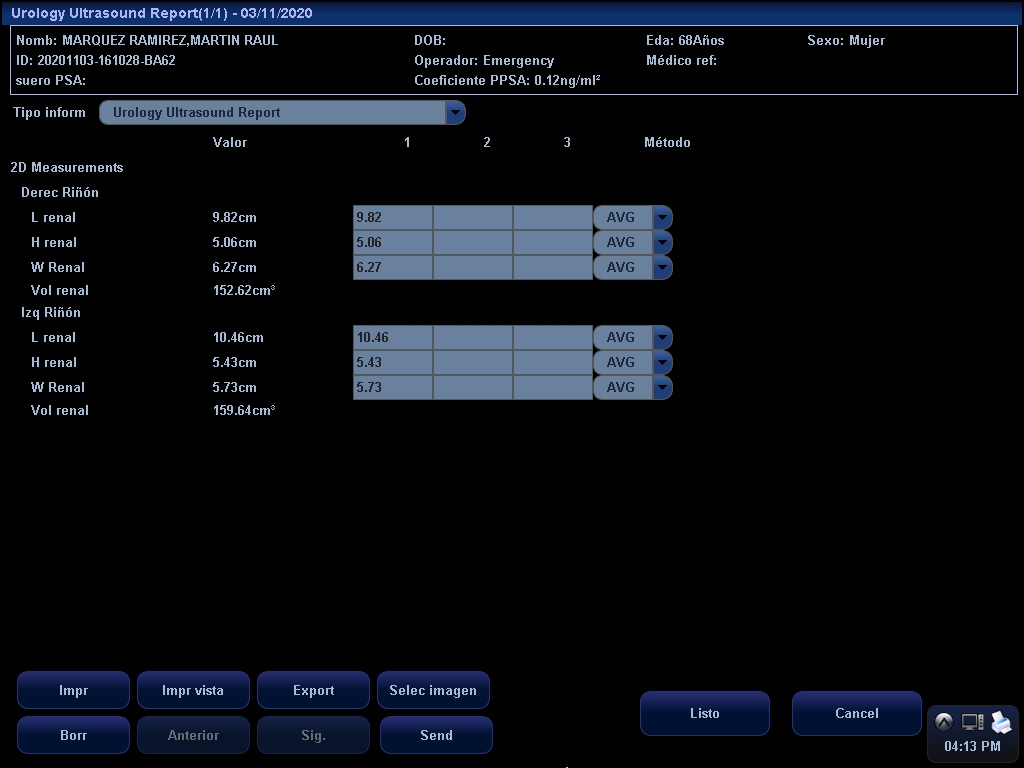 Urology Ultrasound Report(1/1) - 03/11/2020
Nomb: MARQUEZ RAMIREZ,MARTIN RAUL DOB: Eda: 68Años Sexo: Mujer
ID: 20201103-161028-BA62 Operador: Emergency Médico ref:
suero PSA: Coeficiente PPSA: 0.12ng/ml²
Tipo inform Urology Ultrasound Report
Valor 1 2 3 Método
2D Measurements
Derec Riñón
L renal 9.82cm 9.82 AVG
H renal 5.06cm 5.06 AVG
W Renal 6.27cm 6.27 AVG
Vol renal 152.62cm³
Izq Riñón
L renal 10.46cm 10.46 AVG
H renal 5.43cm 5.43 AVG
W Renal 5.73cm 5.73 AVG
Vol renal 159.64cm³
Impr Impr vista Export Selec imagen
Listo Cancel
Borr Anterior Sig. Send
04:13 PM